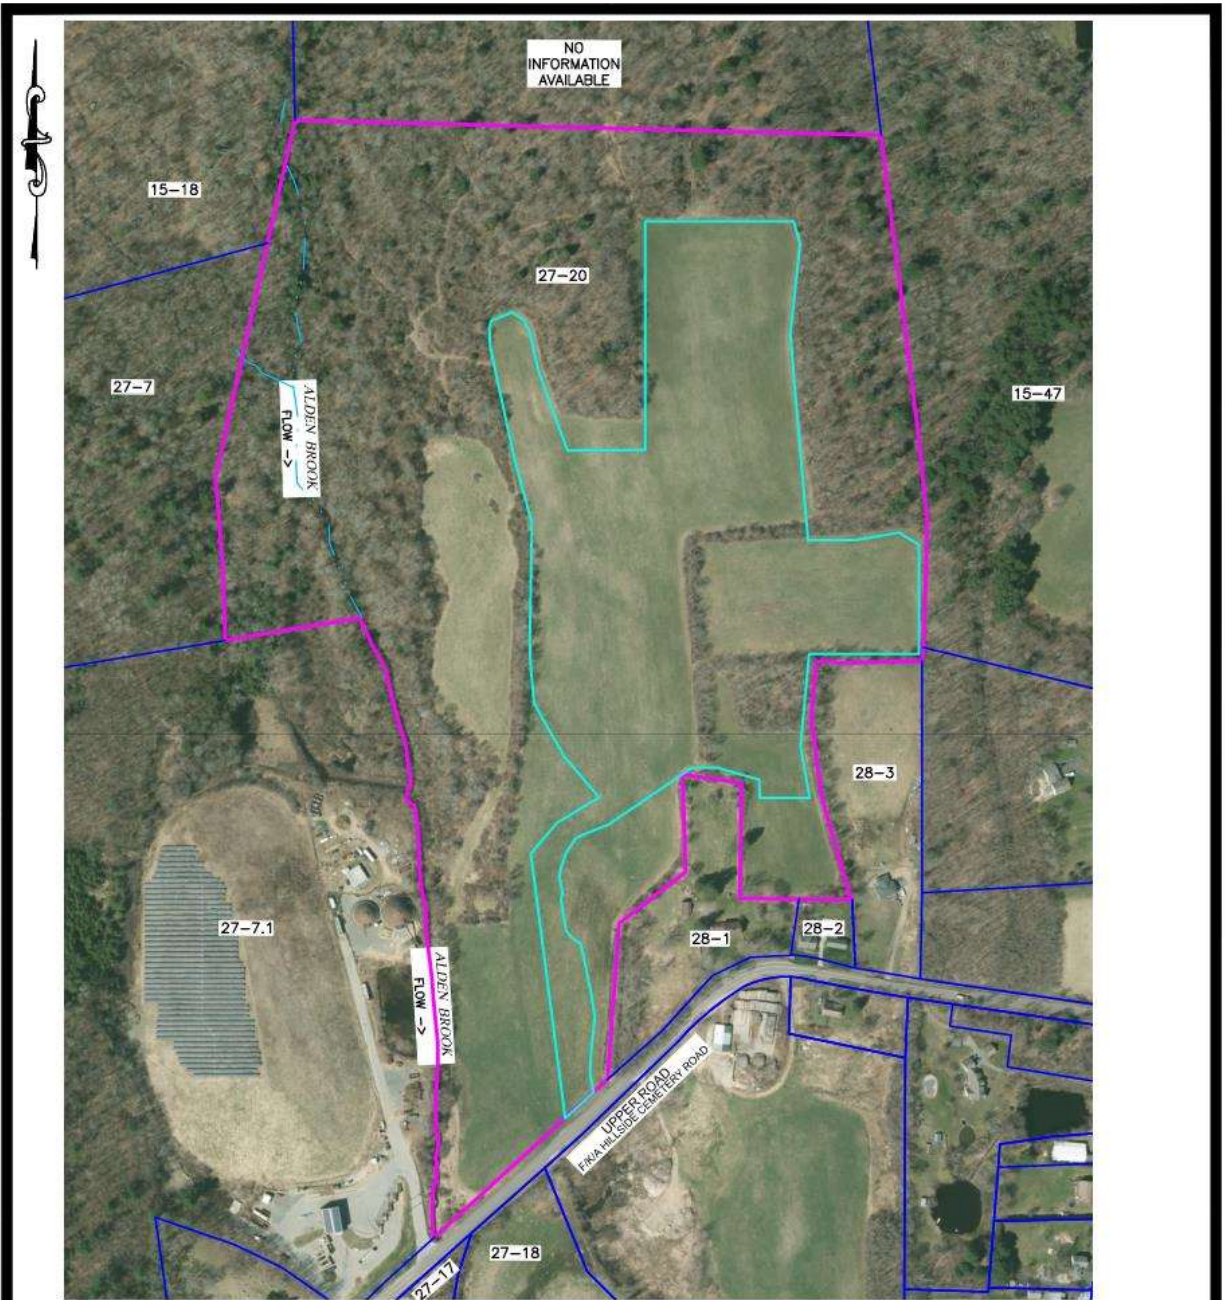 NO
INFORMATION
AVAILABLE
15-18
27-20
27-7
15-47
ALDEN BROOK
FLOW ->
28-3
27-7.1
28-1
28-2
ALDEN BROOK
FLOW ->
UPPER ROAD
F/K/A HILLSIDE CEMETERY ROAD
27-18
27-17